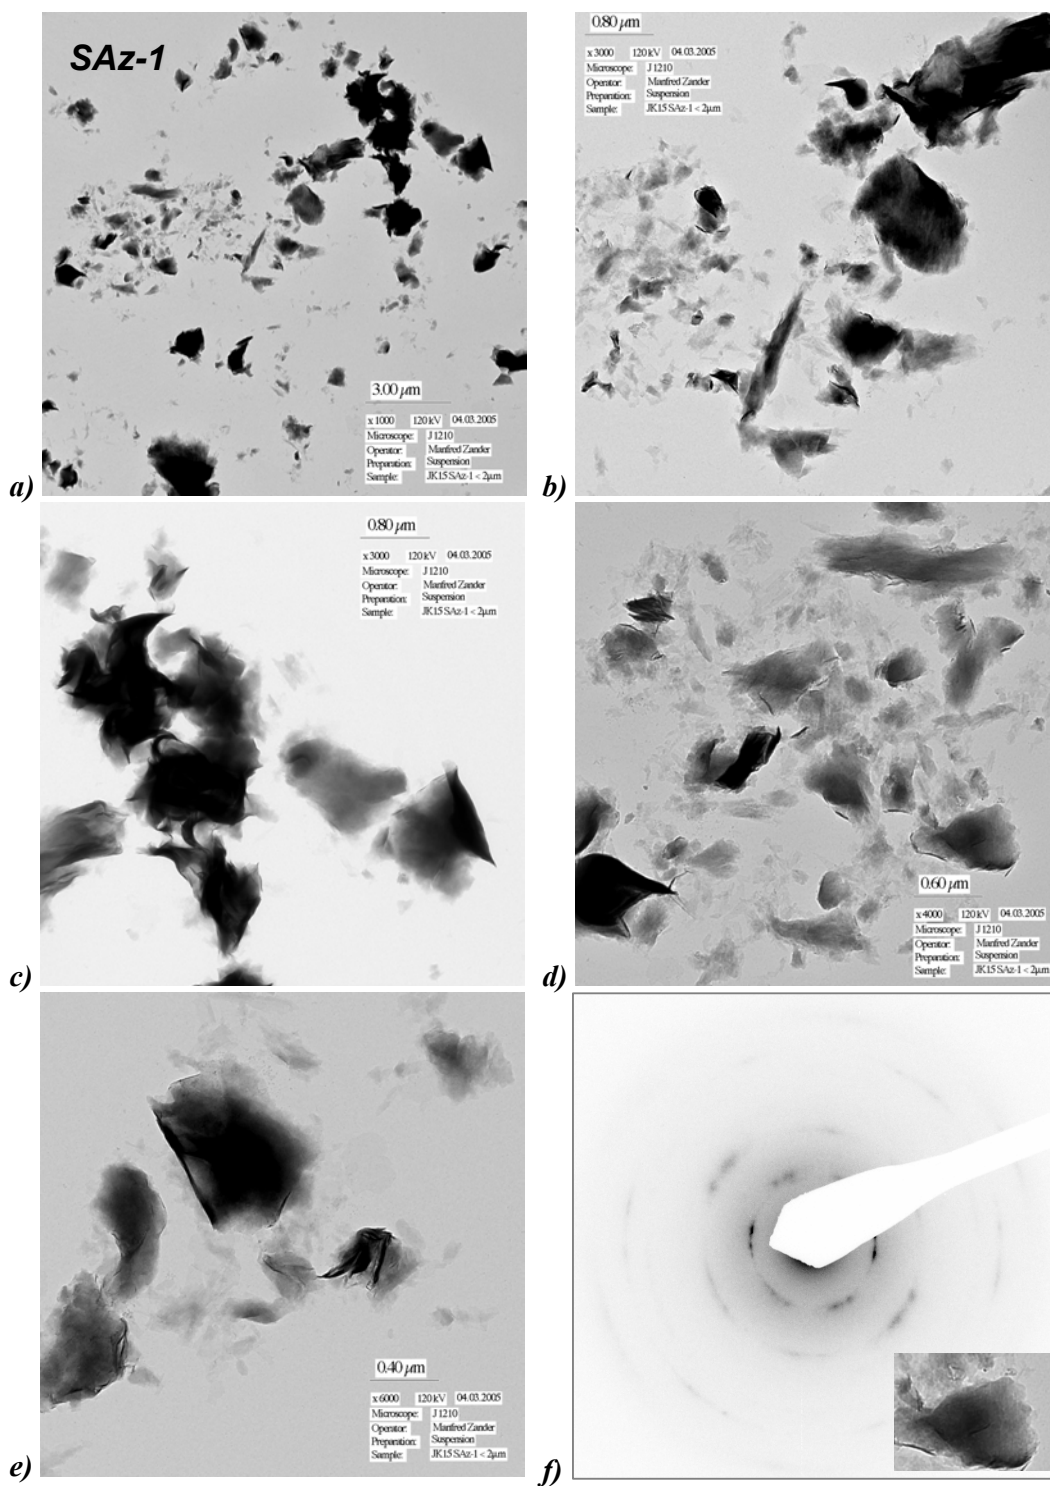 SAz-1
3.00 µm
x 1000 120 kV 04.03.2005
Microscope: J 1210
Operator: Manfred Zander
Preparation: Suspension
Sample: JK15 SAz-1 < 2µm
a)
0.80 µm
x 3000 120 kV 04.03.2005
Microscope: J 1210
Operator: Manfred Zander
Preparation: Suspension
Sample: JK15 SAz-1 < 2µm
b)
0.80 µm
x 3000 120 kV 04.03.2005
Microscope: J 1210
Operator: Manfred Zander
Preparation: Suspension
Sample: JK15 SAz-1 < 2µm
c)
0.60 µm
x 4000 120 kV 04.03.2005
Microscope: J 1210
Operator: Manfred Zander
Preparation: Suspension
Sample: JK15 SAz-1 < 2µm
d)
0.40 µm
x 6000 120 kV 04.03.2005
Microscope: J 1210
Operator: Manfred Zander
Preparation: Suspension
Sample: JK15 SAz-1 < 2µm
e)
f)